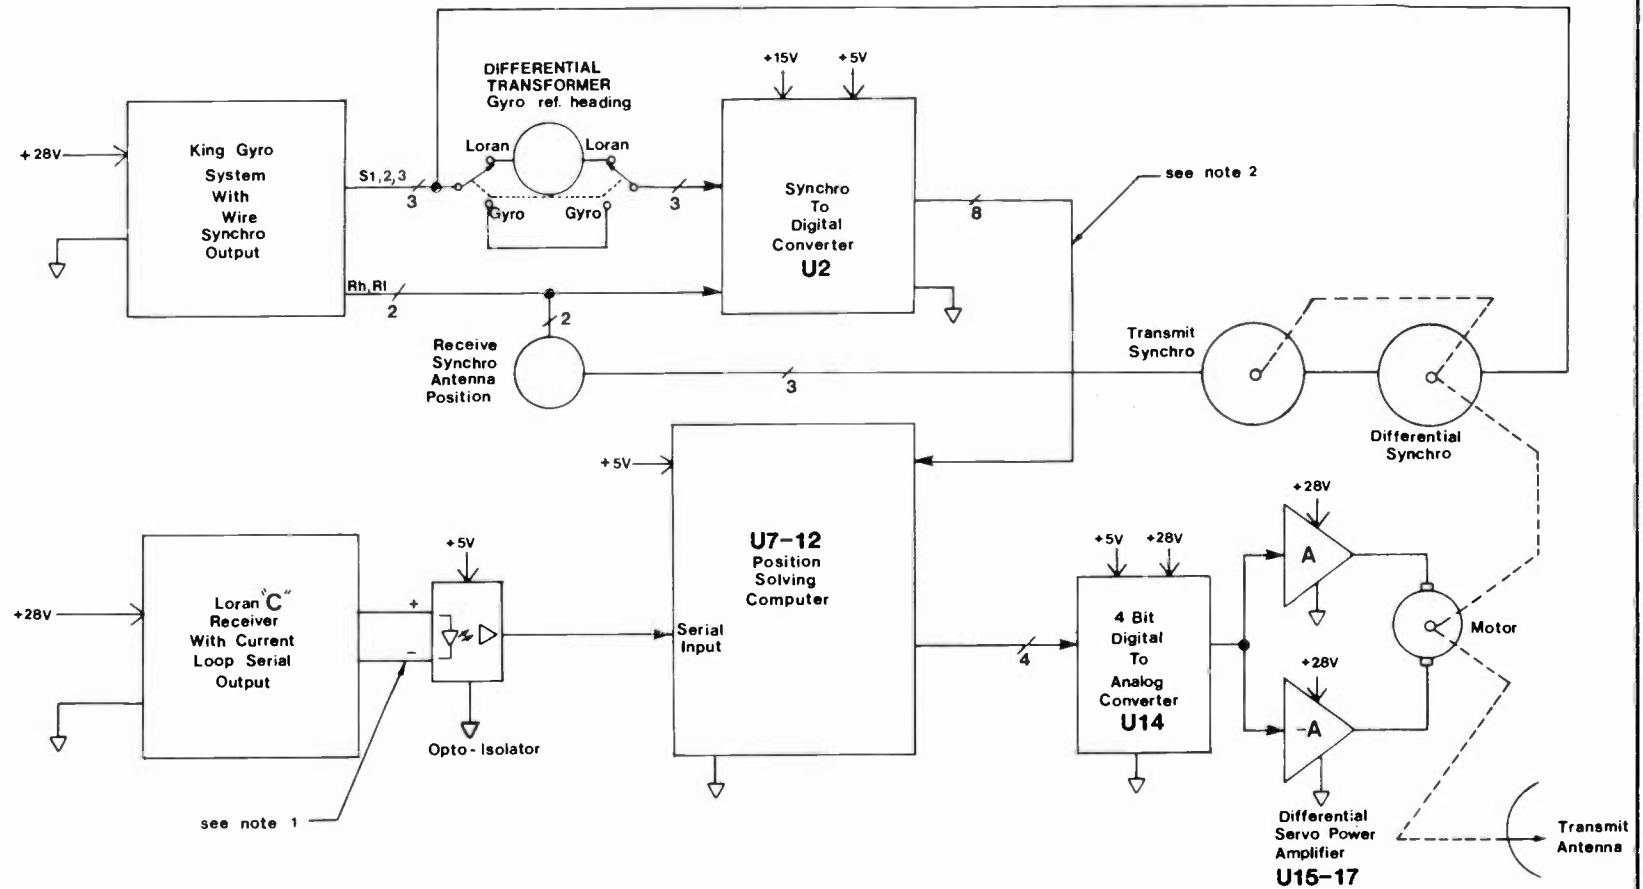 DIFFERENTIAL
TRANSFORMER
Gyro ref. heading
+15V
+5V
+28V
King Gyro
System
With
Wire
Synchro
Output
S1,2,3
3
Loran
Loran
Gyro
Gyro
3
Synchro
To
Digital
Converter
U2
8
see note 2
Rh,Rl
2
2
Receive
Synchro
Antenna
Position
3
Transmit
Synchro
Differential
Synchro
+5V
U7-12
Position
Solving
Computer
Serial
Input
4
+28V
Loran "C"
Receiver
With Current
Loop Serial
Output
+
-
+5V
Opto-Isolator
see note 1
+5V
+28V
4 Bit
Digital
To
Analog
Converter
U14
+28V
A
+28V
-A
Motor
Differential
Servo Power
Amplifier
U15-17
Transmit
Antenna